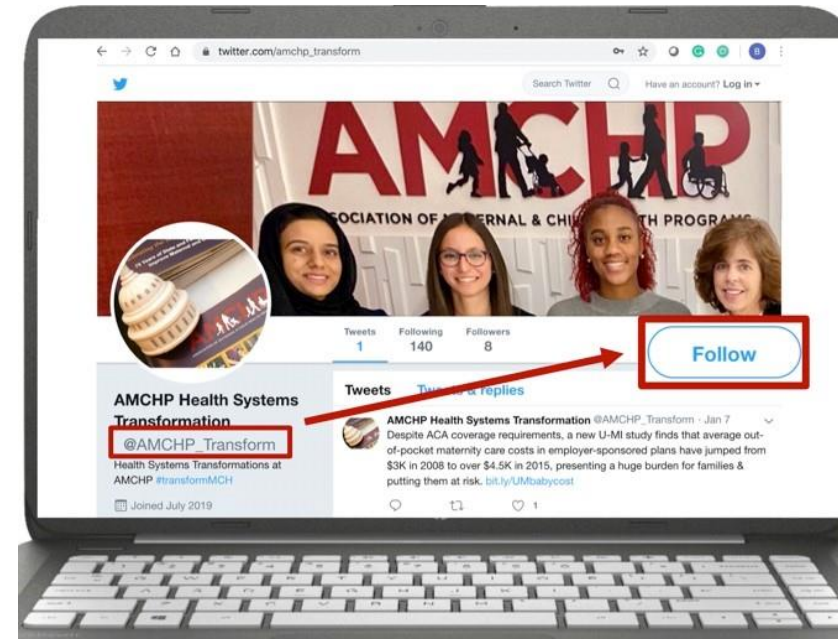 twitter.com/amchp_transform
Search Twitter
Have an account? Log in
AMCHP
OCIATION OF
ERNAL & CHI
TH PROGRAMS
Tweets Following Followers
1 140 8
Follow
AMCHP Health Systems
Transformation
@AMCHP_Transform
Health Systems Transformations at
AMCHP #transformMCH
Joined July 2019
Tweets Tweets & replies
AMCHP Health Systems Transformation @AMCHP_Transform · Jan 7
Despite ACA coverage requirements, a new U-MI study finds that average out-
of-pocket maternity care costs in employer-sponsored plans have jumped from
$3K in 2008 to over $4.5K in 2015, presenting a huge burden for families &
putting them at risk. bit.ly/UMbabycost
1